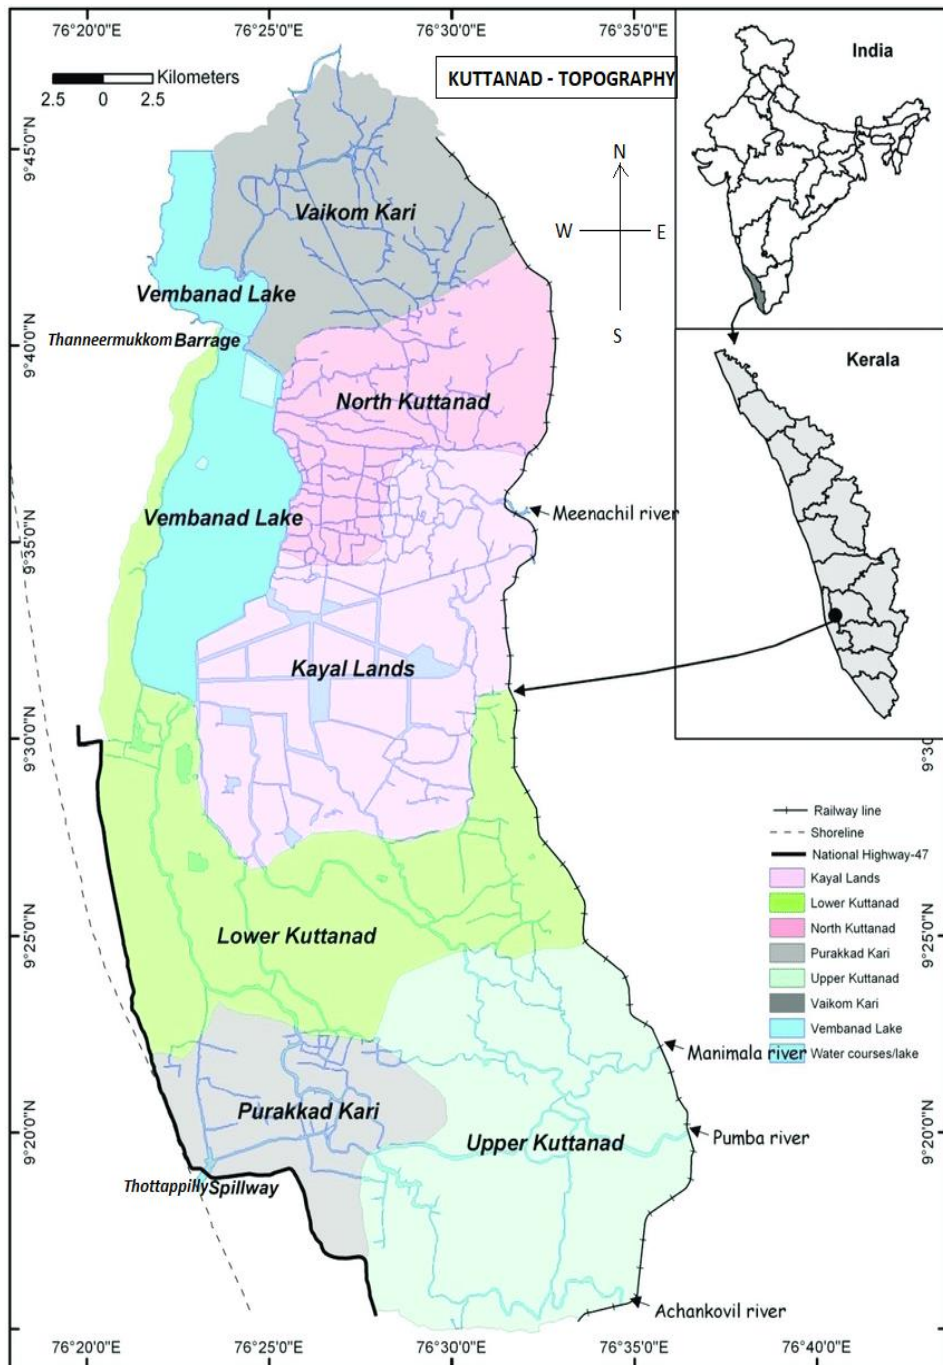 76°20'0"E 76°25'0"E 76°30'0"E 76°35'0"E
KUTTANAD - TOPOGRAPHY
Kilometers
2.5 0 2.5
India
N
W E
S
9°45'0"N
Vaikom Kari
Vembanad Lake
Thanneermukkom Barrage
9°40'0"N
Kerala
North Kuttanad
Vembanad Lake
Meenachil river
9°35'0"N
Kayal Lands
9°30'0"N
9°30'0
Railway line
Shoreline
National Highway-47
Kayal Lands
Lower Kuttanad
North Kuttanad
Purakkad Kari
Upper Kuttanad
Vaikom Kari
Vembanad Lake
Water courses/lake
9°25'0"N
9°25'0"N
Lower Kuttanad
Manimala river
Purakkad Kari
9°20'0"N
9°20'0"N
Pumba river
Upper Kuttanad
Thottappilly Spillway
Achankovil river
76°20'0"E 76°25'0"E 76°30'0"E 76°35'0"E 76°40'0"E